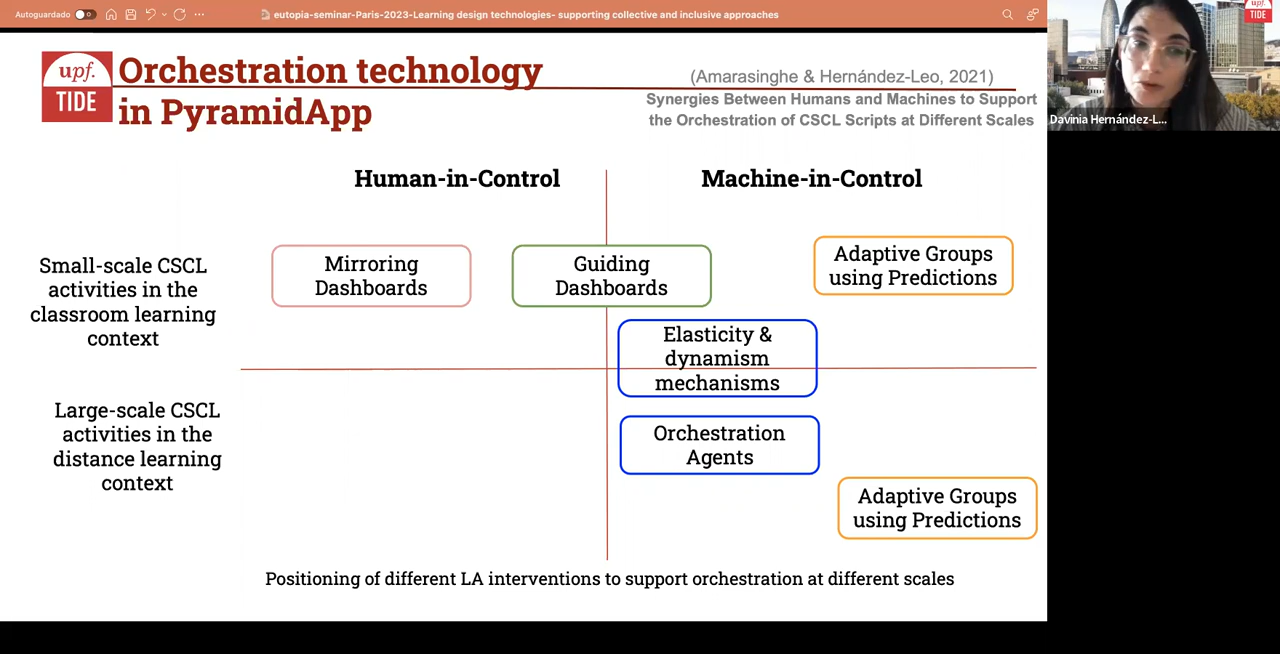 Autoguardado
eutopia-seminar-Paris-2023-Learning design technologies- supporting collective and inclusive approaches
upf.
TIDE
upf.
TIDE
Orchestration technology
in PyramidApp
(Amarasinghe & Hernández-Leo, 2021)
Synergies Between Humans and Machines to Support
the Orchestration of CSCL Scripts at Different Scales
Davinia Hernández-L...
Human-in-Control
Machine-in-Control
Small-scale CSCL
activities in the
classroom learning
context
Mirroring
Dashboards
Guiding
Dashboards
Adaptive Groups
using Predictions
Elasticity &
dynamism
mechanisms
Large-scale CSCL
activities in the
distance learning
context
Orchestration
Agents
Adaptive Groups
using Predictions
Positioning of different LA interventions to support orchestration at different scales